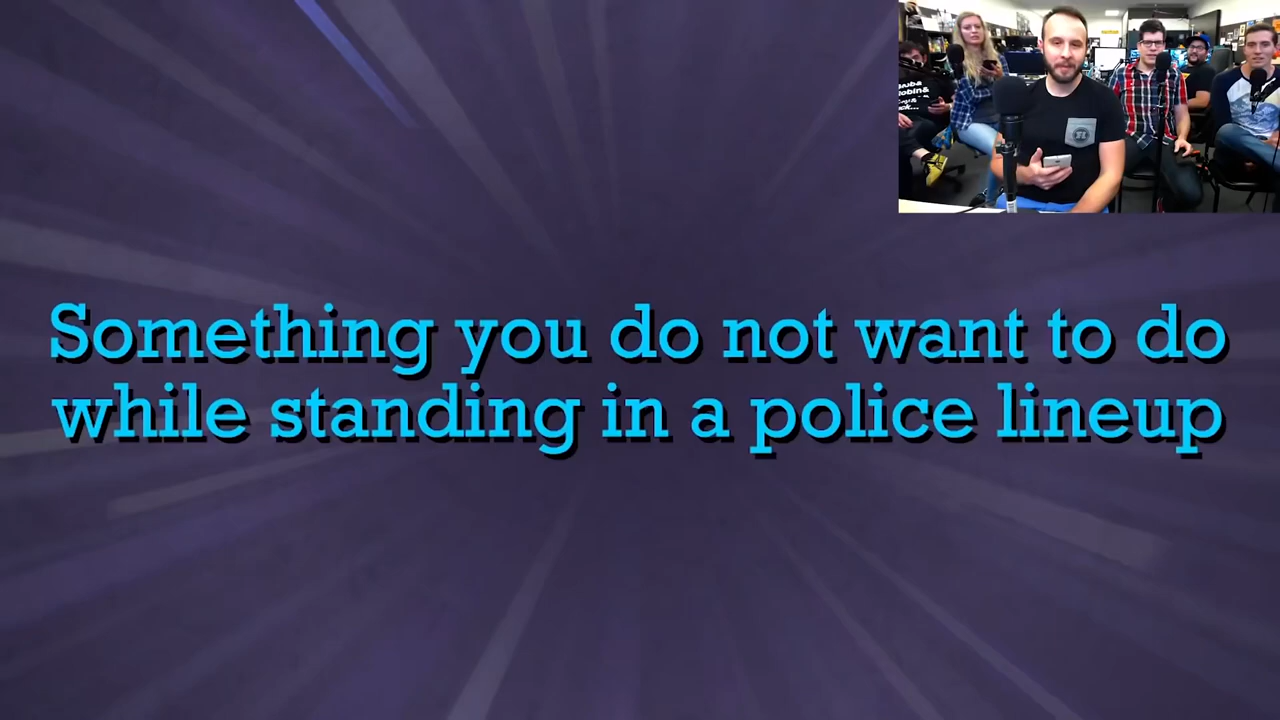 Something you do not want to do
while standing in a police lineup